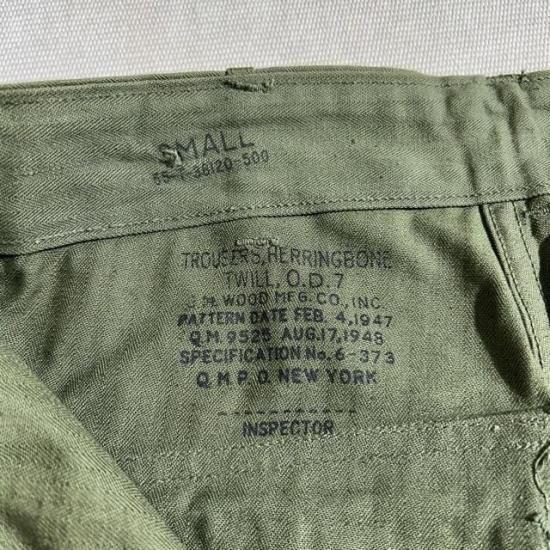 SMALL
55-T-38120-500
TROUSERS, HERRINGBONE
TWILL, O.D. 7
J.M. WOOD MFG. CO., INC.
PATTERN DATE FEB. 4, 1947
Q M 9525 AUG. 17, 1948
SPECIFICATION No. 6-373
Q. M. P. O. NEW YORK
INSPECTOR